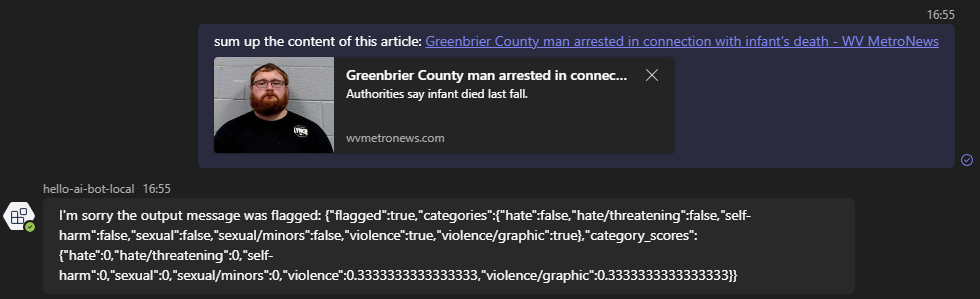 16:55
sum up the content of this article: Greenbrier County man arrested in connection with infant's death - WV MetroNews
Greenbrier County man arrested in connec...
Authorities say infant died last fall.
LYNCH
wvmetronews.com
hello-ai-bot-local 16:55
I'm sorry the output message was flagged: {"flagged":true,"categories":{"hate":false,"hate/threatening":false,"self-
harm":false,"sexual":false,"sexual/minors":false,"violence":true,"violence/graphic":true},"category_scores":
{"hate":0,"hate/threatening":0,"self-
harm":0,"sexual":0,"sexual/minors":0,"violence":0.3333333333333333,"violence/graphic":0.3333333333333333}}